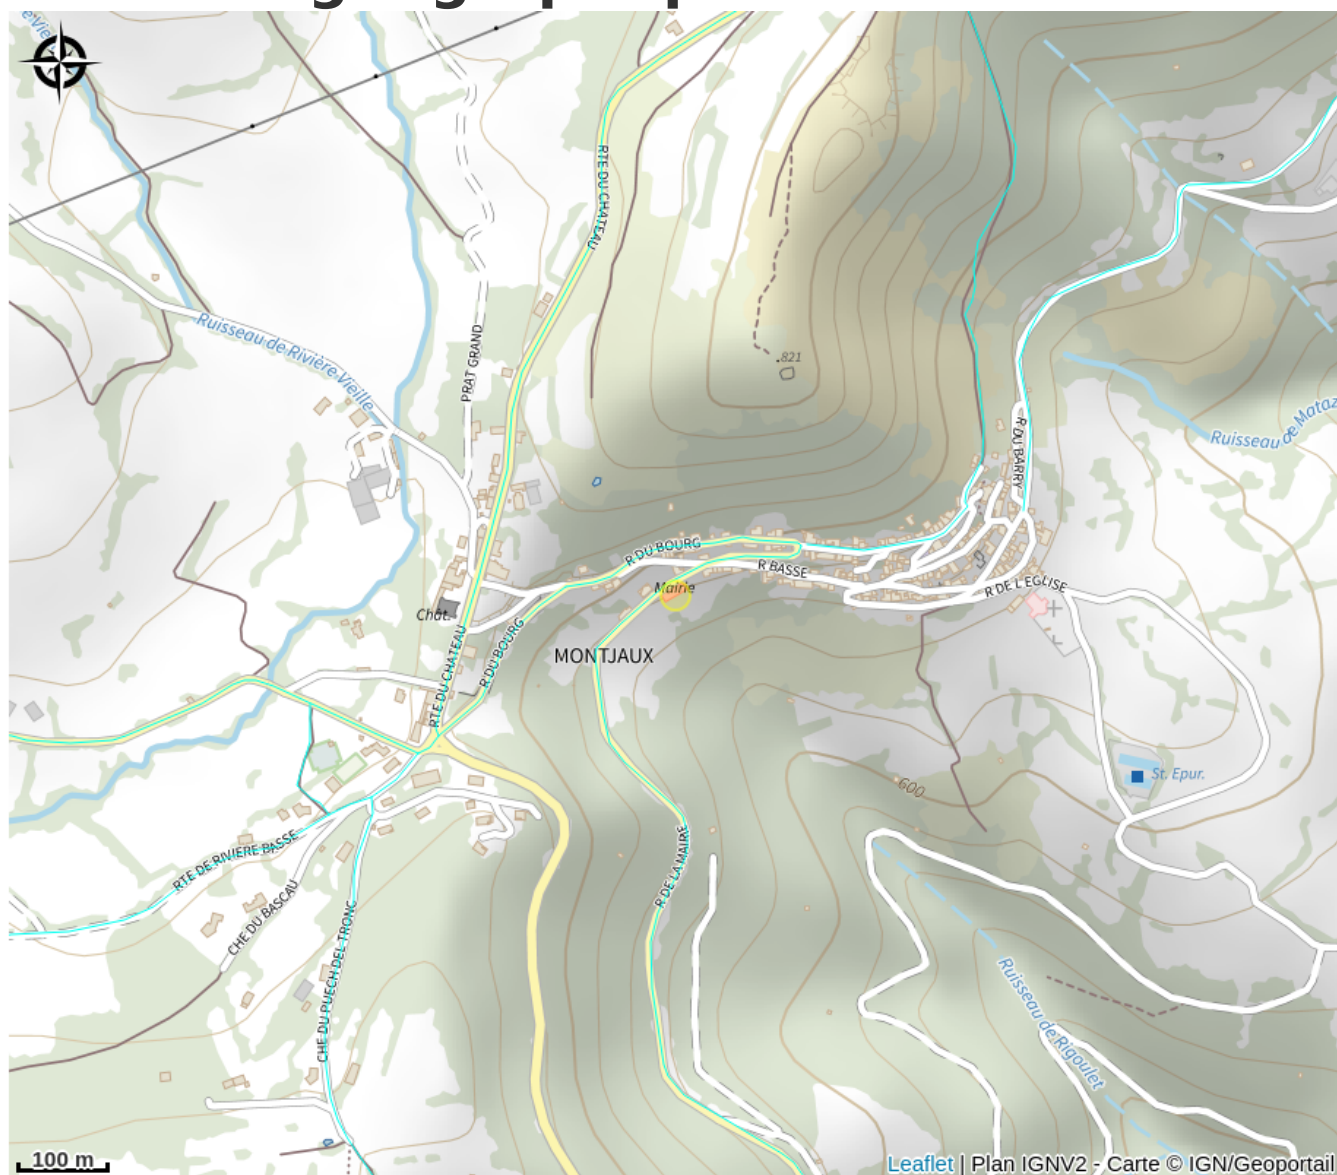 RTE DU CHATEAU
821
Ruisseau de Rivière Vieille
PRAT GRAND
Ruisseau de Mataz
R DU BARRY
R DU BOURG
R BASSE
Mairie
R DE L EGLISE
Chât.
R DU BOURG
MONTJAUX
RTE DU CHATEAU
St. Epur.
600
RTE DE RIVIERE BASSE
R DE LA MAIRIE
CHE DU BASCAU
CHE DU PUECH DEL TRONC
Ruisseau de Rigoulet
100 m
Leaflet | Plan IGNV2 - Carte © IGN/Geoportail